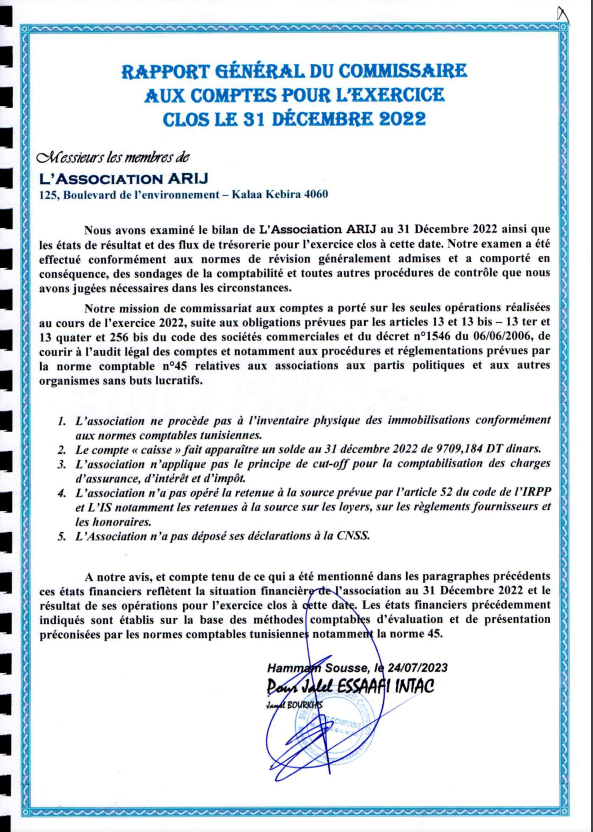 RAPPORT GÉNÉRAL DU COMMISSAIRE
AUX COMPTES POUR L'EXERCICE
CLOS LE 31 DÉCEMBRE 2022
Messieurs les membres de
L'ASSOCIATION ARIJ
125, Boulevard de l'environnement – Kalaa Kebira 4060
Nous avons examiné le bilan de L'Association ARIJ au 31 Décembre 2022 ainsi que
les états de résultat et des flux de trésorerie pour l'exercice clos à cette date. Notre examen a été
effectué conformément aux normes de révision généralement admises et a comporté en
conséquence, des sondages de la comptabilité et toutes autres procédures de contrôle que nous
avons jugées nécessaires dans les circonstances.
Notre mission de commissariat aux comptes a porté sur les seules opérations réalisées
au cours de l'exercice 2022, suite aux obligations prévues par les articles 13 et 13 bis – 13 ter et
13 quater et 256 bis du code des sociétés commerciales et du décret n°1546 du 06/06/2006, de
courir à l'audit légal des comptes et notamment aux procédures et réglementations prévues par
la norme comptable n°45 relatives aux associations aux partis politiques et aux autres
organismes sans buts lucratifs.
1. L'association ne procède pas à l'inventaire physique des immobilisations conformément
aux normes comptables tunisiennes.
2. Le compte « caisse » fait apparaître un solde au 31 décembre 2022 de 9709,184 DT dinars.
3. L'association n'applique pas le principe de cut-off pour la comptabilisation des charges
d'assurance, d'intérêt et d'impôt.
4. L'association n'a pas opéré la retenue à la source prévue par l'article 52 du code de l'IRPP
et L'IS notamment les retenues à la source sur les loyers, sur les règlements fournisseurs et
les honoraires.
5. L'Association n'a pas déposé ses déclarations à la CNSS.
A notre avis, et compte tenu de ce qui a été mentionné dans les paragraphes précédents
ces états financiers reflètent la situation financière de l'association au 31 Décembre 2022 et le
résultat de ses opérations pour l'exercice clos à cette date. Les états financiers précédemment
indiqués sont établis sur la base des méthodes comptables d'évaluation et de présentation
préconisées par les normes comptables tunisiennes notamment la norme 45.
Hammam Sousse, le 24/07/2023
Pour Jalel ESSAAFI INTAC
Jamil BOURKHIS